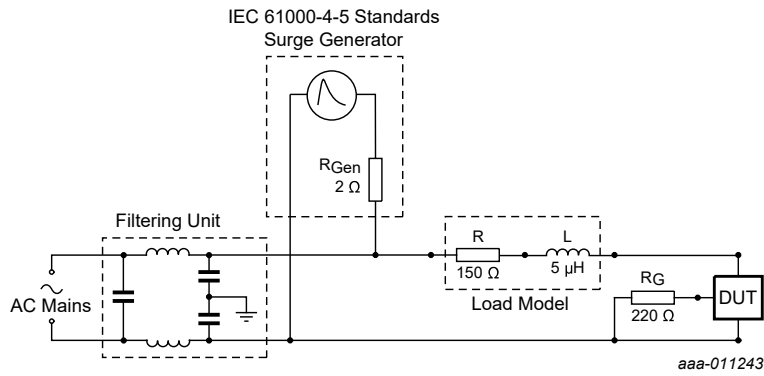 IEC 61000-4-5 Standards
Surge Generator
RGen
2 Ω
Filtering Unit
R
L
150 Ω
5 μH
RG
AC Mains
Load Model
220 Ω
DUT
aaa-011243